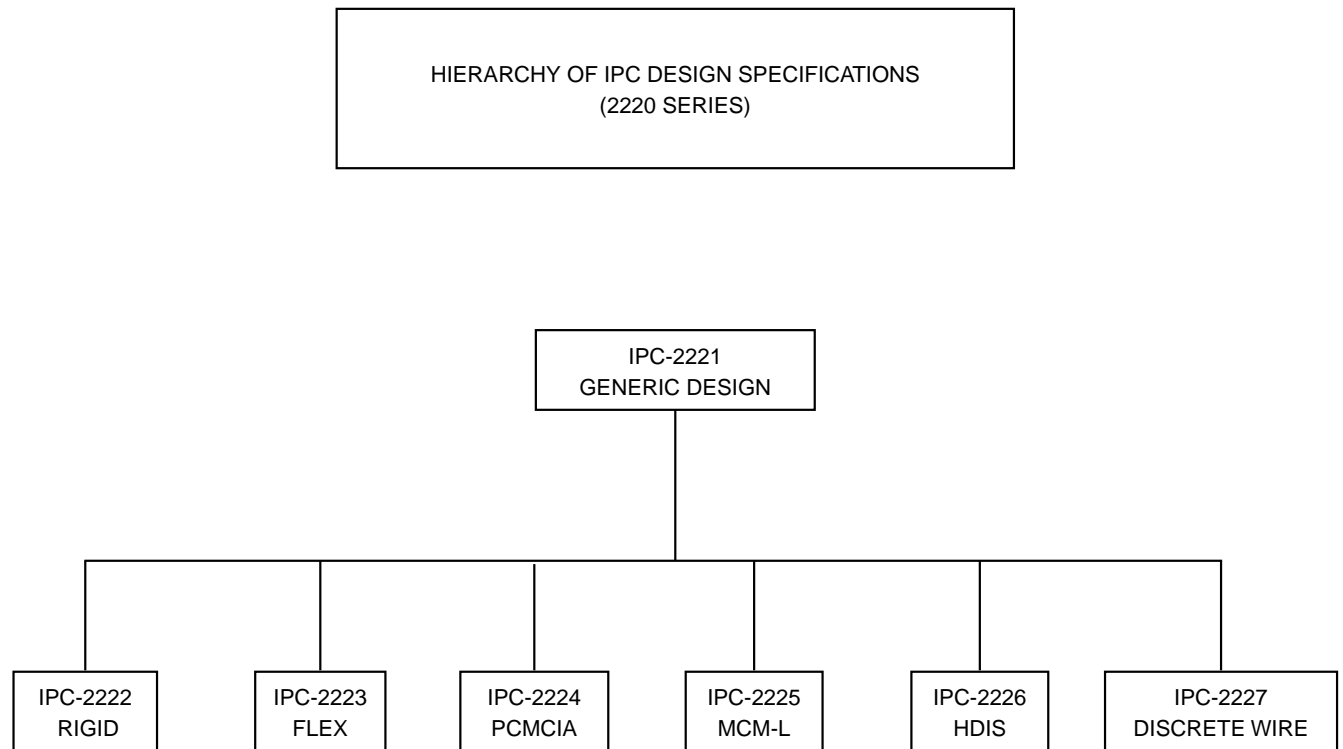 HIERARCHY OF IPC DESIGN SPECIFICATIONS
(2220 SERIES)
IPC-2221
GENERIC DESIGN
IPC-2222
RIGID
IPC-2223
FLEX
IPC-2224
PCMCIA
IPC-2225
MCM-L
IPC-2226
HDIS
IPC-2227
DISCRETE WIRE